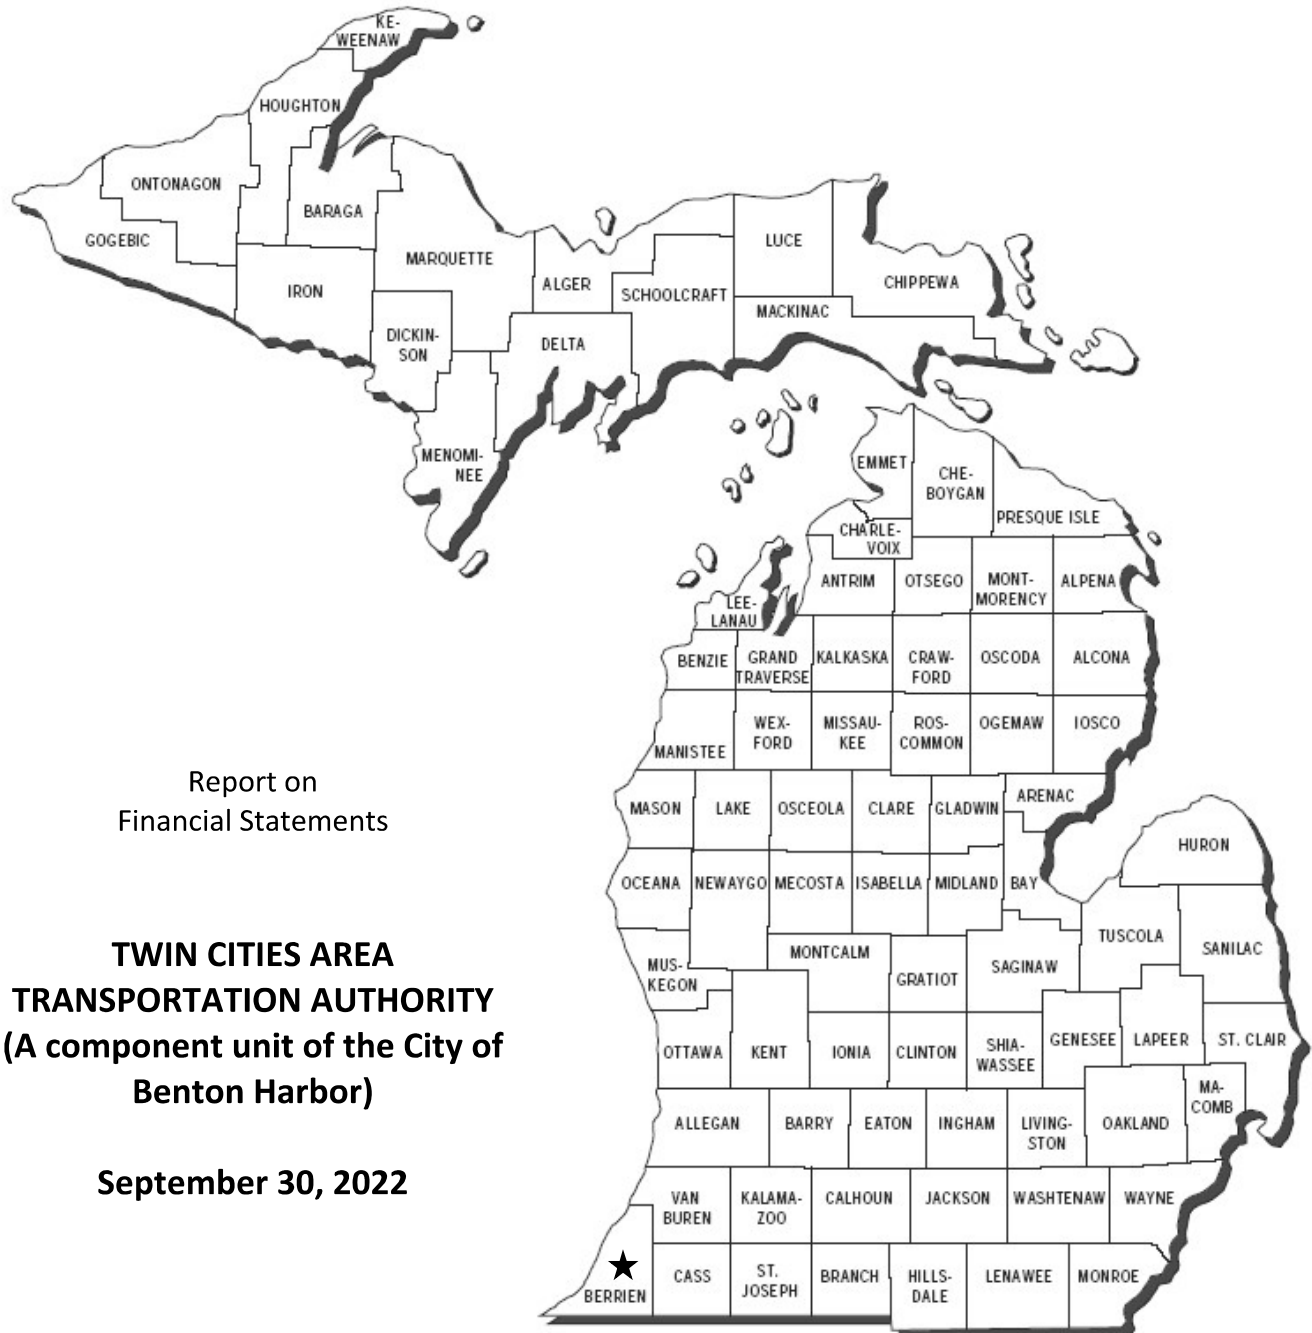 KE-
WEENAW
HOUGHTON
ONTONAGON
BARAGA
GOGEBIC
MARQUETTE
IRON
ALGER
SCHOOLCRAFT
LUCE
CHIPPEWA
MACKINAC
DICKIN-
SON
DELTA
MENOMI-
NEE
EMMET
CHE-
BOYGAN
PRESQUE ISLE
CHARLE-
VOIX
ANTRIM
OTSEGO
MONT-
MORENCY
ALPENA
LEE-
LANAU
BENZIE
GRAND
TRAVERSE
KALKASKA
CRAW-
FORD
OSCODA
ALCONA
MANISTEE
WEX-
FORD
MISSAU-
KEE
ROS-
COMMON
OGEMAW
IOSCO
MASON
LAKE
OSCEOLA
CLARE
GLADWIN
ARENAC
HURON
OCEANA
NEWAYGO
MECOSTA
ISABELLA
MIDLAND
BAY
TUSCOLA
SANILAC
MUS-
KEGON
MONTCALM
GRATIOT
SAGINAW
OTTAWA
KENT
IONIA
CLINTON
SHIA-
WASSEE
GENESEE
LAPEER
ST. CLAIR
ALLEGAN
BARRY
EATON
INGHAM
LIVING-
STON
OAKLAND
MA-
COMB
VAN
BUREN
KALAMA-
ZOO
CALHOUN
JACKSON
WASHTENAW
WAYNE
BERRIEN
CASS
ST.
JOSEPH
BRANCH
HILLS-
DALE
LENAWEE
MONROE
Report on
Financial Statements
TWIN CITIES AREA
TRANSPORTATION AUTHORITY
(A component unit of the City of
Benton Harbor)
September 30, 2022